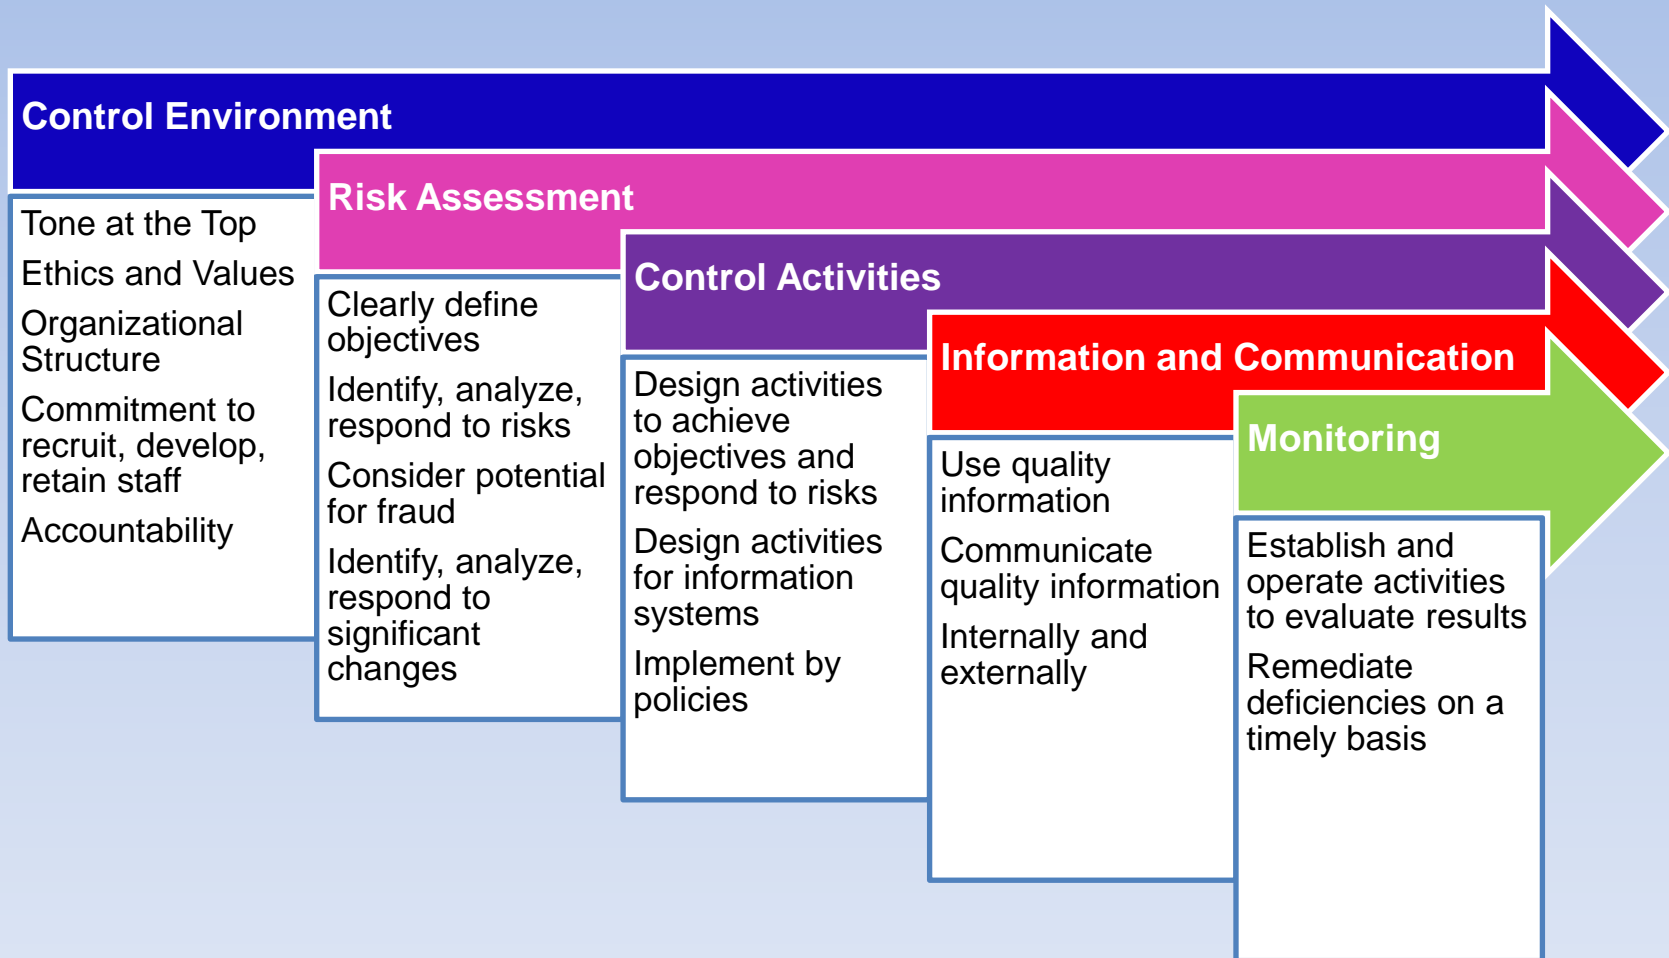 Control Environment
Tone at the Top
Ethics and Values
Organizational
Structure
Commitment to
recruit, develop,
retain staff
Accountability
Risk Assessment
Clearly define
objectives
Identify, analyze,
respond to risks
Consider potential
for fraud
Identify, analyze,
respond to
significant
changes
Control Activities
Design activities
to achieve
objectives and
respond to risks
Design activities
for information
systems
Implement by
policies
Information and Communication
Use quality
information
Communicate
quality information
Internally and
externally
Monitoring
Establish and
operate activities
to evaluate results
Remediate
deficiencies on a
timely basis